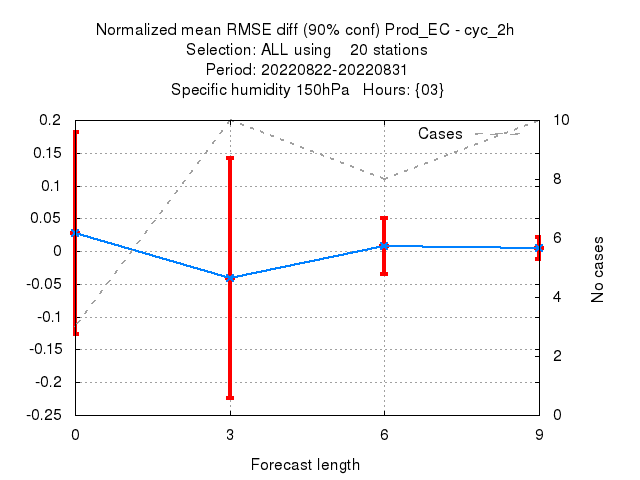 Normalized mean RMSE diff (90% conf) Prod_EC - cyc_2h
Selection: ALL using    20 stations
Period: 20220822-20220831
Specific humidity 150hPa   Hours: {03}
Cases
0.2
0.15
0.1
0.05
0
-0.05
-0.1
-0.15
-0.2
-0.25
10
8
6
4
2
0
No cases
0 3 6 9
Forecast length